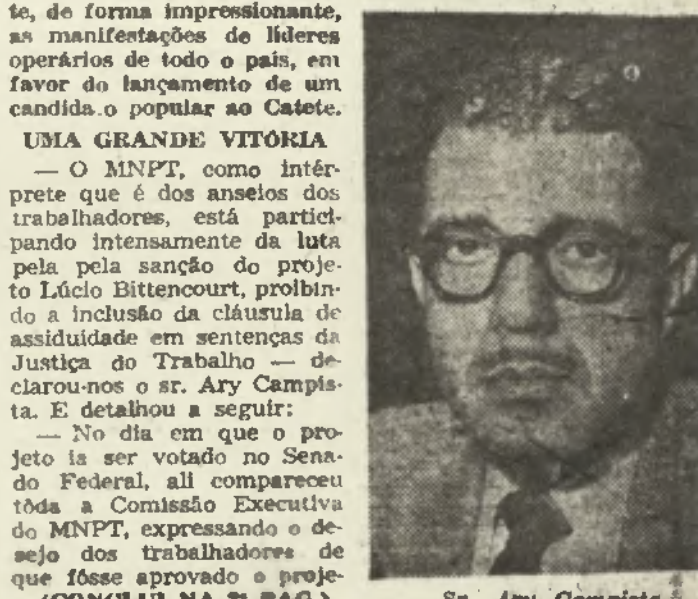 te, de forma impressionante,
as manifestações de líderes
operários de todo o país, em
favor do lançamento de um
candida.o popular ao Catete.
UMA GRANDE VITÓRIA
— O MNPT, como intér-
prete que é dos anseios dos
trabalhadores, está partici-
pando intensamente da luta
pela pela sanção do proje-
to Lúcio Bittencourt, proibin-
do a inclusão da cláusula de
assiduidade em sentenças da
Justiça do Trabalho — de-
clarou-nos o sr. Ary Campis-
ta. E detalhou a seguir:
— No dia em que o pro-
jeto ia ser votado no Sena-
do Federal, ali compareceu
tôda a Comissão Executiva
do MNPT, expressando o de-
sejo dos trabalhadores de
que fôsse aprovado o proje-
(CONCLUI NA 2ª PAG.)
Sr. Ary Campista